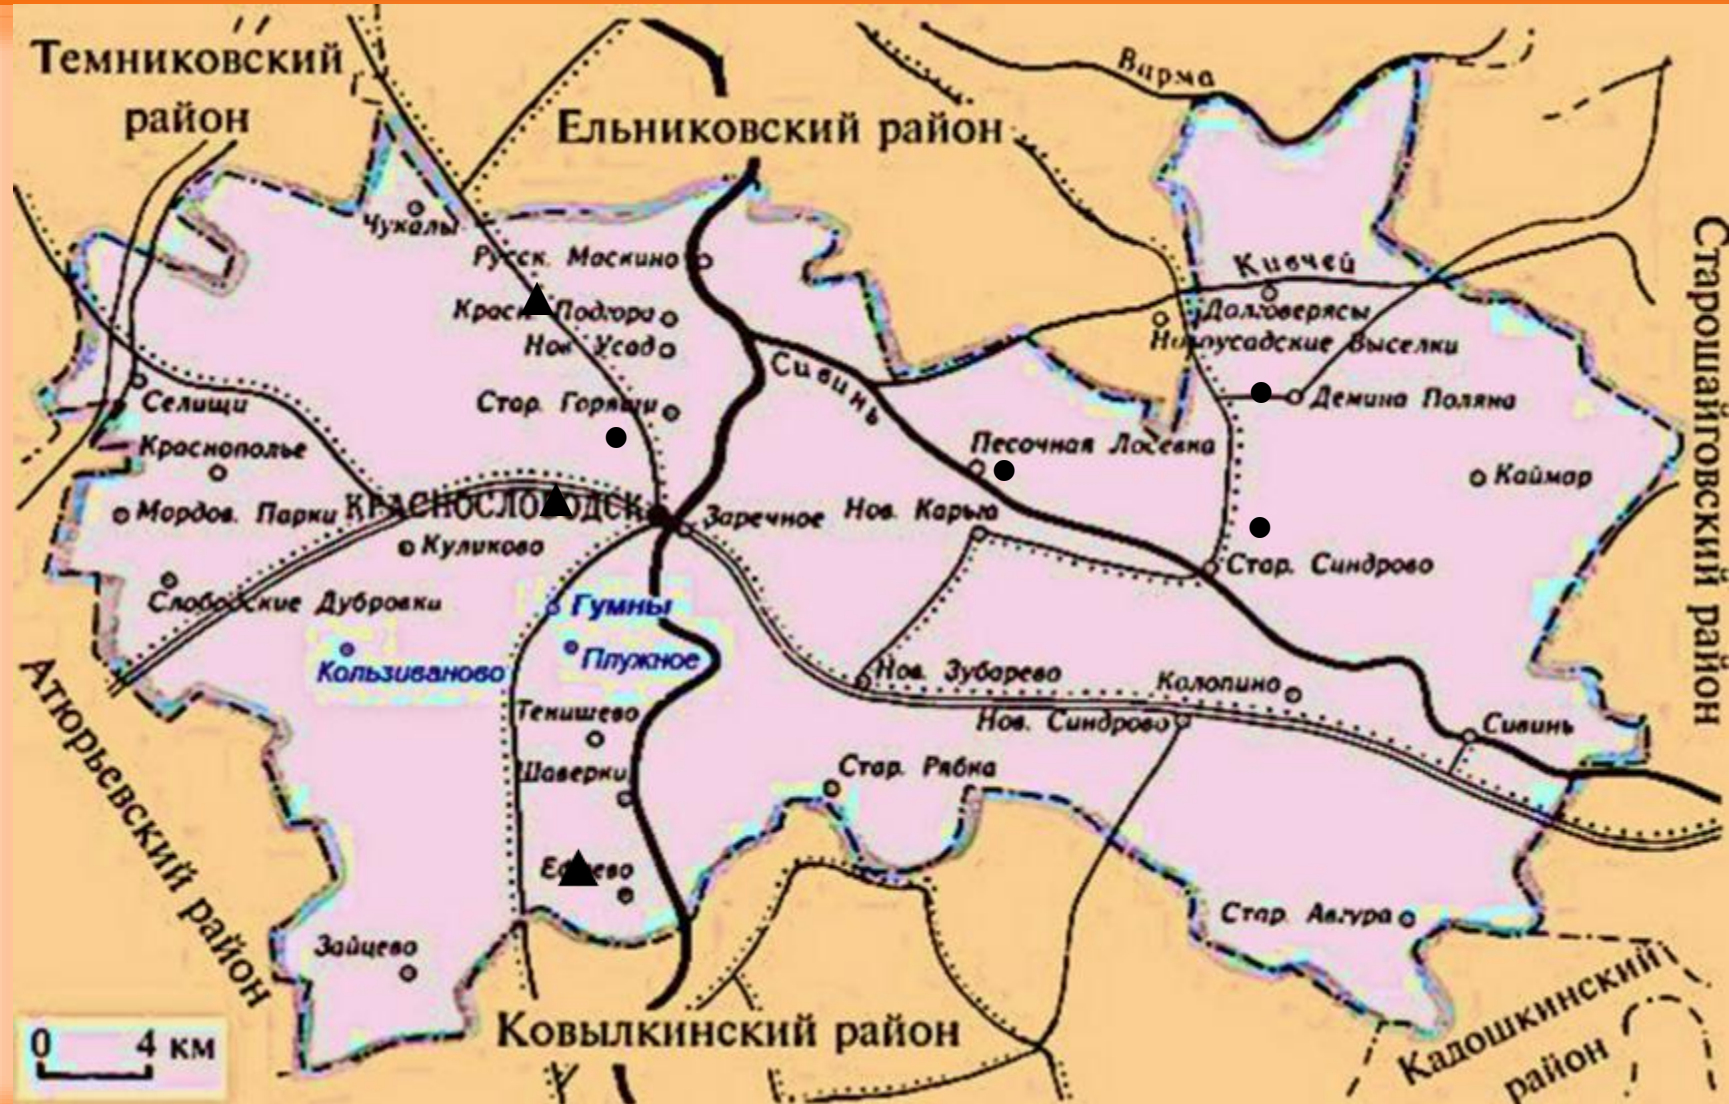 Темниковский
район
Ельниковский район
Варма
Старошайговский район
Чукалы
Русск. Маскино
Кивчей
Подгора
Долговерясы
Нов. Усад
Новоусадские Выселки
Сивинь
Селищи
Стар. Горяши
Демина Поляна
Краснополье
Песочная Лосевка
Каймар
Мордов. Парки
КРАСНОСЛОБОДСК
Заречное
Нов. Карьга
Куликово
Стар. Синдрово
Слободские Дубровки
Гумны
Плужное
Кользиваново
Нов. Зубарево
Колопино
Атюрьевский район
Тенишево
Нов. Синдрово
Сивинь
Шаверки
Стар. Рябка
Ефаево
Стар. Авгура
Зайцево
Ковылкинский район
Кадошкинский
район
0 4 км